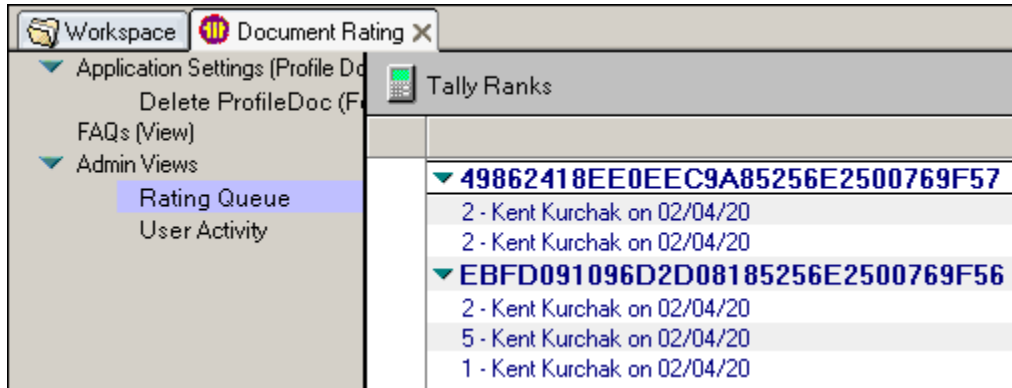 Workspace
Document Rating
Application Settings (Profile Do
Delete ProfileDoc (F
FAQs (View)
Admin Views
Rating Queue
User Activity
Tally Ranks
49862418EE0EEC9A85256E2500769F57
2 - Kent Kurchak on 02/04/20
2 - Kent Kurchak on 02/04/20
EBFD091096D2D08185256E2500769F56
2 - Kent Kurchak on 02/04/20
5 - Kent Kurchak on 02/04/20
1 - Kent Kurchak on 02/04/20